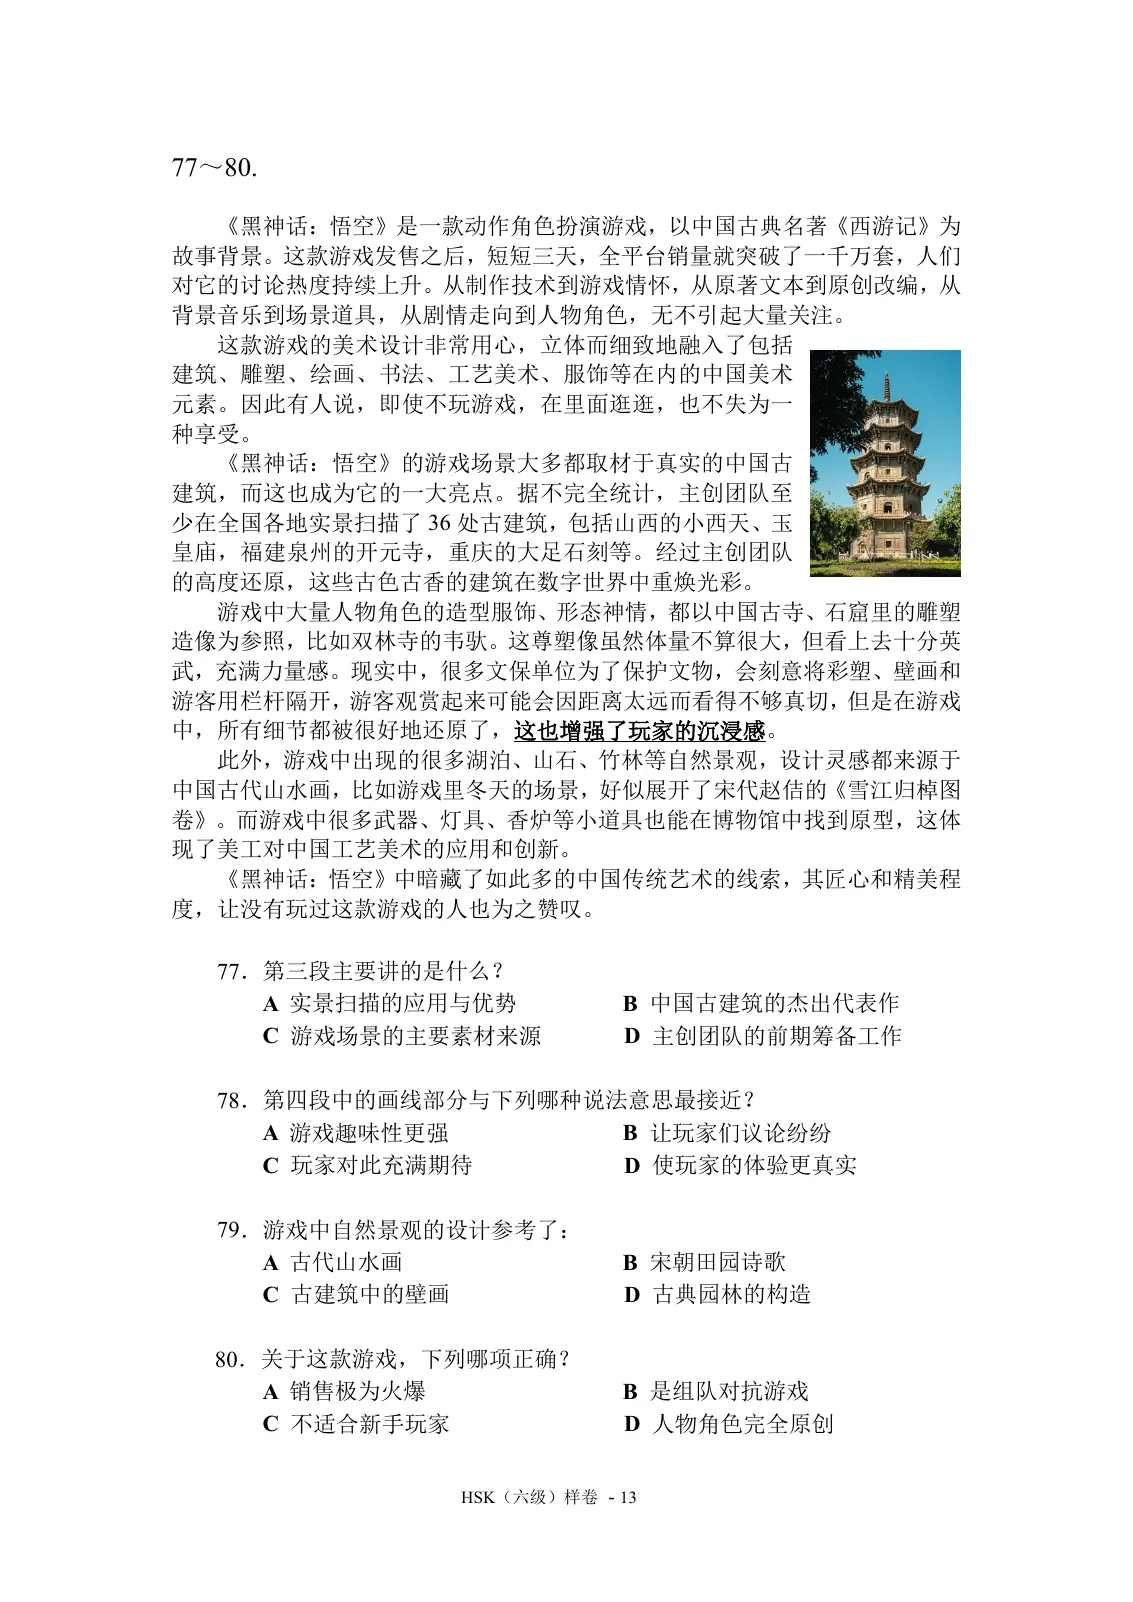 77～80.
《黑神话：悟空》是一款动作角色扮演游戏，以中国古典名著《西游记》为
故事背景。这款游戏发售之后，短短三天，全平台销量就突破了一千万套，人们
对它的讨论热度持续上升。从制作技术到游戏情怀，从原著文本到原创改编，从
背景音乐到场景道具，从剧情走向到人物角色，无不引起大量关注。
这款游戏的美术设计非常用心，立体而细致地融入了包括
建筑、雕塑、绘画、书法、工艺美术、服饰等在内的中国美术
元素。因此有人说，即使不玩游戏，在里面逛逛，也不失为一
种享受。
《黑神话：悟空》的游戏场景大多都取材于真实的中国古
建筑，而这也成为它的一大亮点。据不完全统计，主创团队至
少在全国各地实景扫描了 36 处古建筑，包括山西的小西天、玉
皇庙，福建泉州的开元寺，重庆的大足石刻等。经过主创团队
的高度还原，这些古色古香的建筑在数字世界中重焕光彩。
游戏中大量人物角色的造型服饰、形态神情，都以中国古寺、石窟里的雕塑
造像为参照，比如双林寺的韦驮。这尊塑像虽然体量不算很大，但看上去十分英
武，充满力量感。现实中，很多文保单位为了保护文物，会刻意将彩塑、壁画和
游客用栏杆隔开，游客观赏起来可能会因距离太远而看得不够真切，但是在游戏
中，所有细节都被很好地还原了，这也增强了玩家的沉浸感。
此外，游戏中出现的很多湖泊、山石、竹林等自然景观，设计灵感都来源于
中国古代山水画，比如游戏里冬天的场景，好似展开了宋代赵佶的《雪江归棹图
卷》。而游戏中很多武器、灯具、香炉等小道具也能在博物馆中找到原型，这体
现了美工对中国工艺美术的应用和创新。
《黑神话：悟空》中暗藏了如此多的中国传统艺术的线索，其匠心和精美程
度，让没有玩过这款游戏的人也为之赞叹。
77．第三段主要讲的是什么？
A 实景扫描的应用与优势 B 中国古建筑的杰出代表作
C 游戏场景的主要素材来源 D 主创团队的前期筹备工作
78．第四段中的画线部分与下列哪种说法意思最接近？
A 游戏趣味性更强 B 让玩家们议论纷纷
C 玩家对此充满期待 D 使玩家的体验更真实
79．游戏中自然景观的设计参考了：
A 古代山水画 B 宋朝田园诗歌
C 古建筑中的壁画 D 古典园林的构造
80．关于这款游戏，下列哪项正确？
A 销售极为火爆 B 是组队对抗游戏
C 不适合新手玩家 D 人物角色完全原创
HSK（六级）样卷 - 13